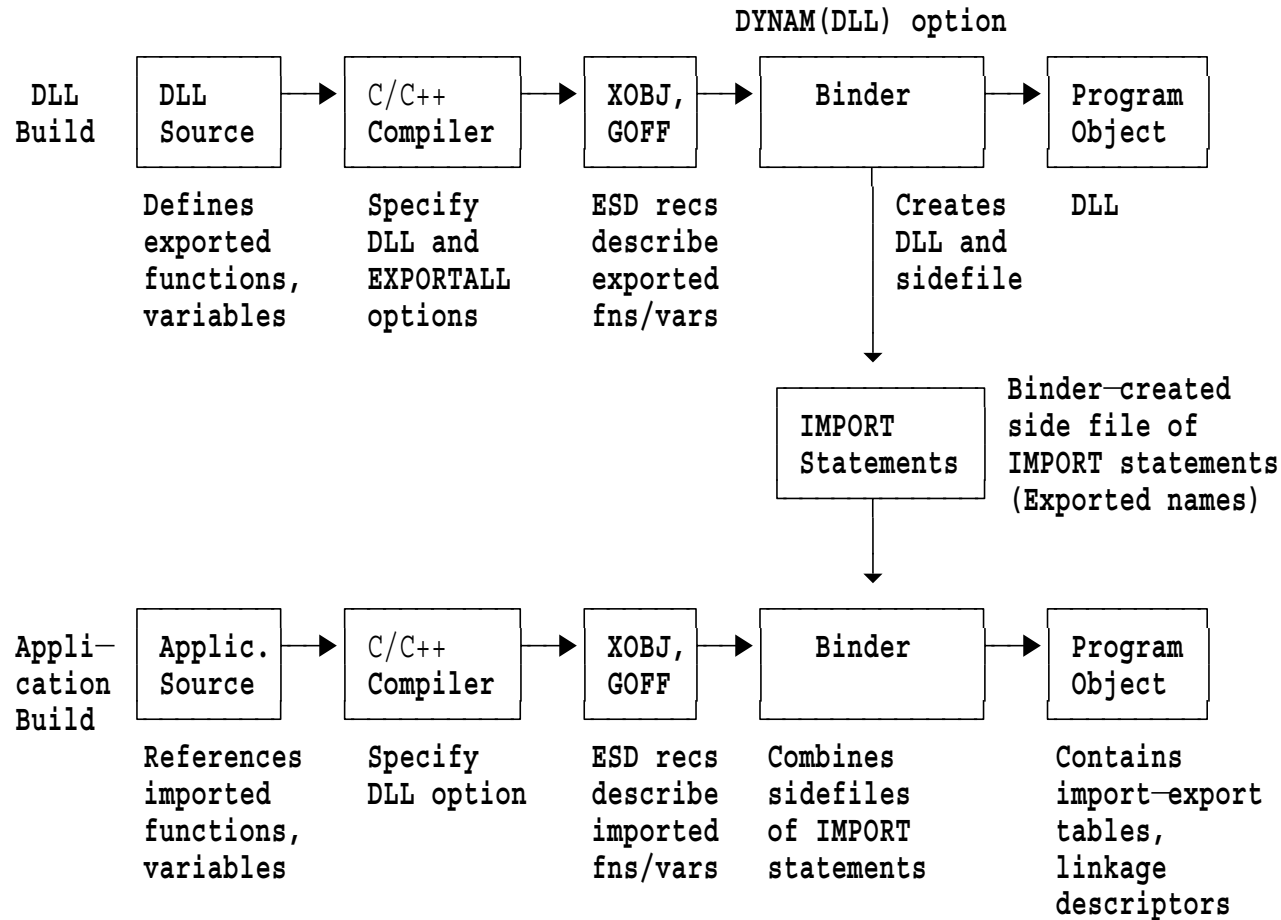 DYNAM(DLL) option
DLL
Build
DLL
Source
C/C++
Compiler
XOBJ,
GOFF
Binder
Program
Object
Defines
exported
functions,
variables
Specify
DLL and
EXPORTALL
options
ESD recs
describe
exported
fns/vars
Creates
DLL and
sidefile
DLL
IMPORT
Statements
Binder—created
side file of
IMPORT statements
(Exported names)
Appli—
cation
Build
Applic.
Source
C/C++
Compiler
XOBJ,
GOFF
Binder
Program
Object
References
imported
functions,
variables
Specify
DLL option
ESD recs
describe
imported
fns/vars
Combines
sidefiles
of IMPORT
statements
Contains
import—export
tables,
linkage
descriptors